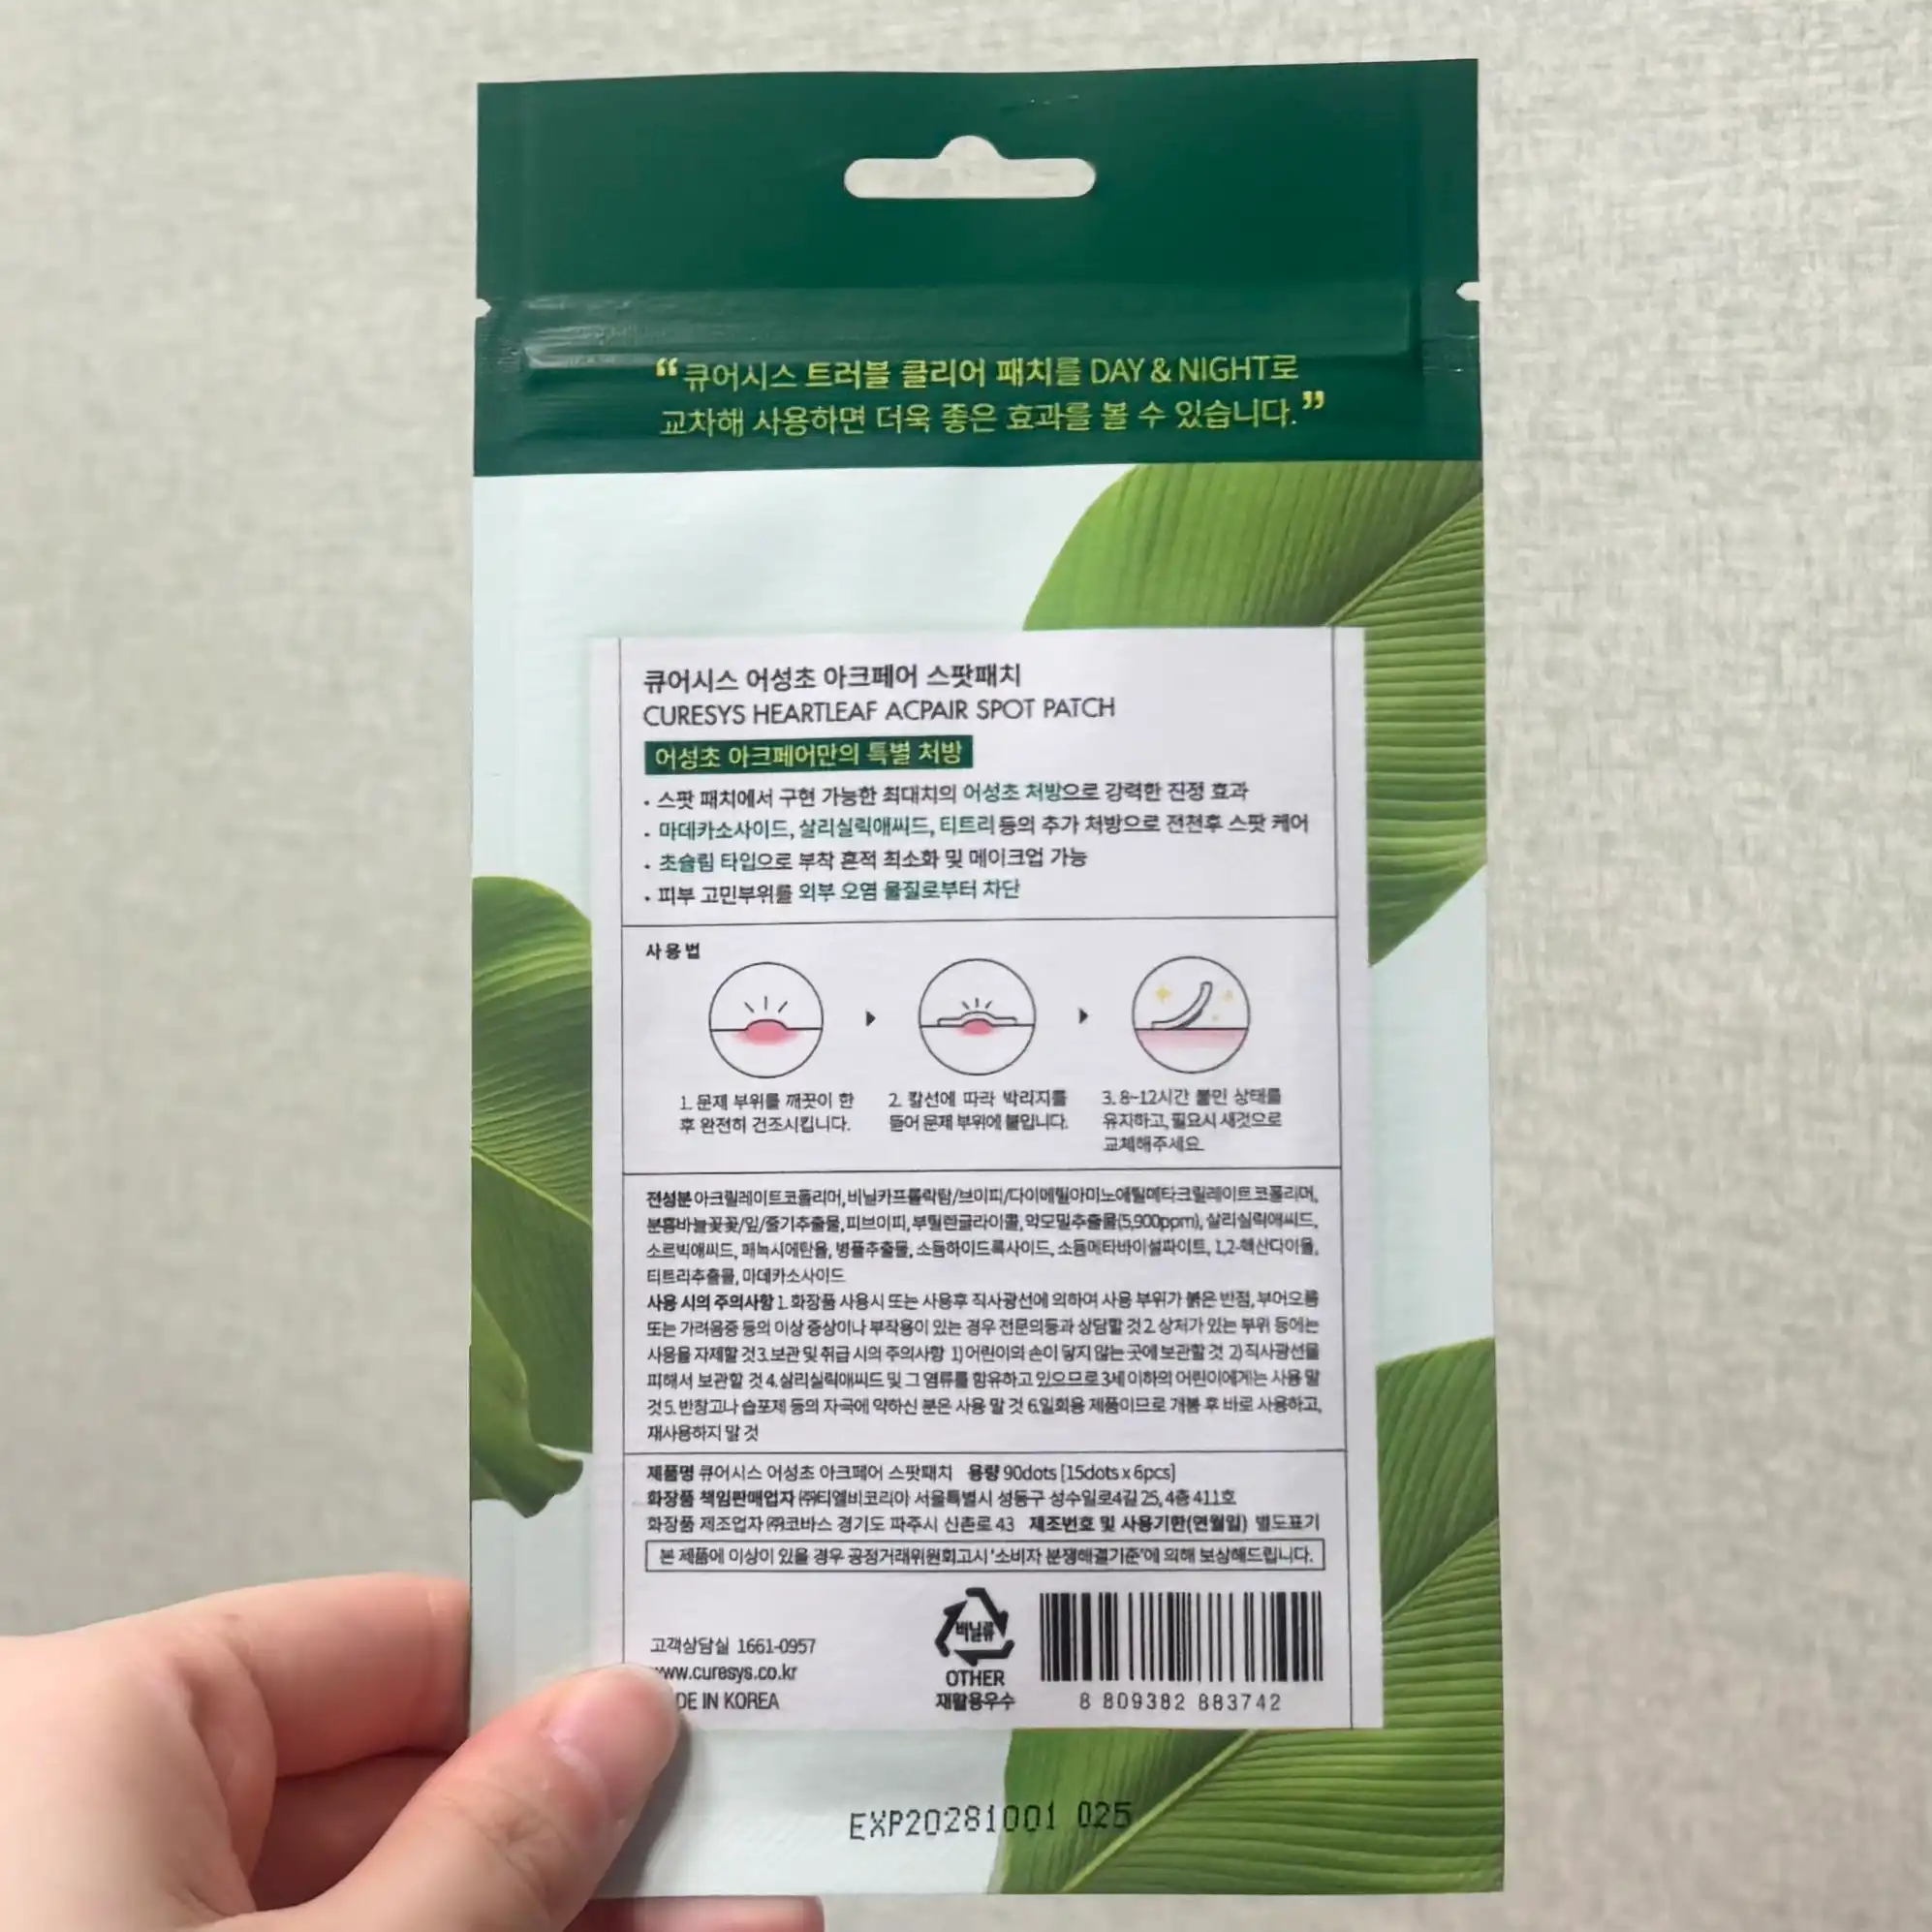 “ 큐어시스 트러블 클리어 패치를 DAY & NIGHT로
교차해 사용하면 더욱 좋은 효과를 볼 수 있습니다.”
큐어시스 어성초 아크페어 스팟패치
CURESYS HEARTLEAF ACPAIR SPOT PATCH
어성초 아크페어만의 특별 처방
· 스팟 패치에서 구현 가능한 최대치의 어성초 처방으로 강력한 진정 효과
· 마데카소사이드, 살리실릭애씨드, 티트리 등의 추가 처방으로 전천후 스팟 케어
· 초슬림 타입으로 부착 흔적 최소화 및 메이크업 가능
· 피부 고민부위를 외부 오염 물질로부터 차단
사용법
1. 문제 부위를 깨끗이 한
후 완전히 건조시킵니다.
2. 칼선에 따라 박리지를
뜯어 문제 부위에 붙입니다.
3. 8~12시간 붙인 상태를
유지하고, 필요시 새것으로
교체해주세요.
전성분 아크릴레이트코폴리머, 비닐카프롤락탐/브이피/다이메틸아미노에틸메타크릴레이트코폴리머,
분홍바늘꽃꽃/잎/줄기추출물, 피브이피, 부틸렌글라이콜, 약모밀추출물(5,900ppm), 살리실릭애씨드,
소르빅애씨드, 페녹시에탄올, 병풀추출물, 소듐하이드록사이드, 소듐메타바이설파이트, 1,2-헥산다이올,
티트리추출물, 마데카소사이드
사용 시의 주의사항 1. 화장품 사용시 또는 사용후 직사광선에 의하여 사용 부위가 붉은 반점, 부어오름
또는 가려움증 등의 이상 증상이나 부작용이 있는 경우 전문의등과 상담할 것 2. 상처가 있는 부위 등에는
사용을 자제할 것 3. 보관 및 취급 시의 주의사항 1) 어린이의 손이 닿지 않는 곳에 보관할 것 2) 직사광선을
피해서 보관할 것 4. 살리실릭애씨드 및 그 염류를 함유하고 있으므로 3세 이하의 어린이에게는 사용 말
것 5. 반창고나 습포제 등의 자극에 약하신 분은 사용 말 것 6.일회용 제품이므로 개봉 후 바로 사용하고,
재사용하지 말 것
제품명 큐어시스 어성초 아크페어 스팟패치 용량 90dots [15dots x 6pcs]
화장품 책임판매업자 ㈜티엘비코리아 서울특별시 성동구 성수일로4길 25, 4층 411호
화장품 제조업자 ㈜코바스 경기도 파주시 신촌로 43 제조번호 및 사용기한(연월일) 별도표기
본 제품에 이상이 있을 경우 공정거래위원회고시 '소비자 분쟁해결기준'에 의해 보상해드립니다.
고객상담실 1661-0957
www.curesys.co.kr
DE IN KOREA
비닐류
OTHER
재활용우수
8 809382 883742
EXP20281001 025